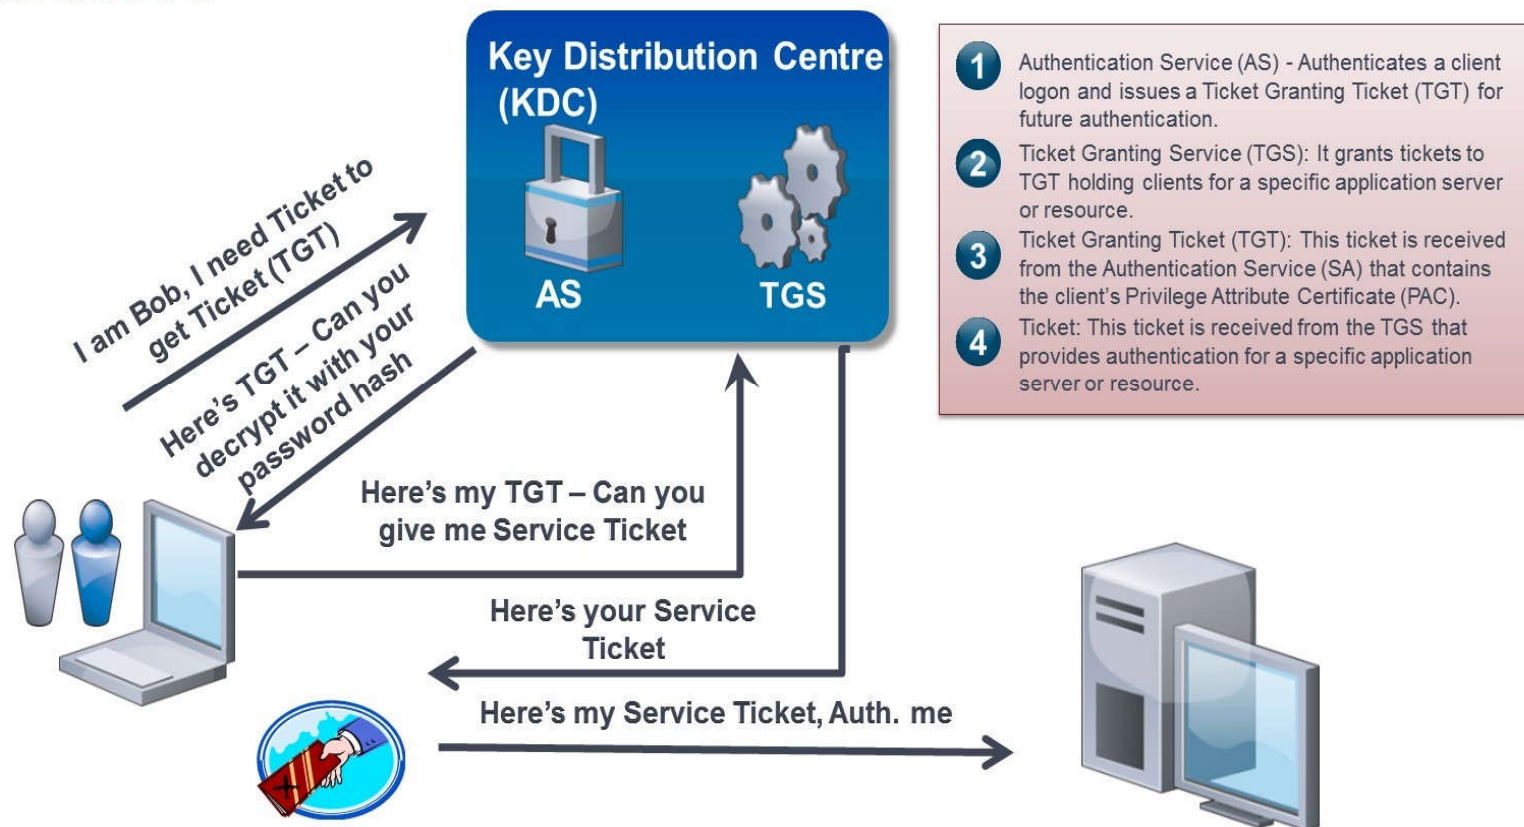 Key Distribution Centre
(KDC)
AS
TGS
I am Bob, I need Ticket to
get Ticket (TGT)
Here's TGT – Can you
decrypt it with your
password hash
Here's my TGT – Can you
give me Service Ticket
Here's your Service
Ticket
Here's my Service Ticket, Auth. me
1
Authentication Service (AS) - Authenticates a client
logon and issues a Ticket Granting Ticket (TGT) for
future authentication.
2
Ticket Granting Service (TGS): It grants tickets to
TGT holding clients for a specific application server
or resource.
3
Ticket Granting Ticket (TGT): This ticket is received
from the Authentication Service (SA) that contains
the client's Privilege Attribute Certificate (PAC).
4
Ticket: This ticket is received from the TGS that
provides authentication for a specific application
server or resource.